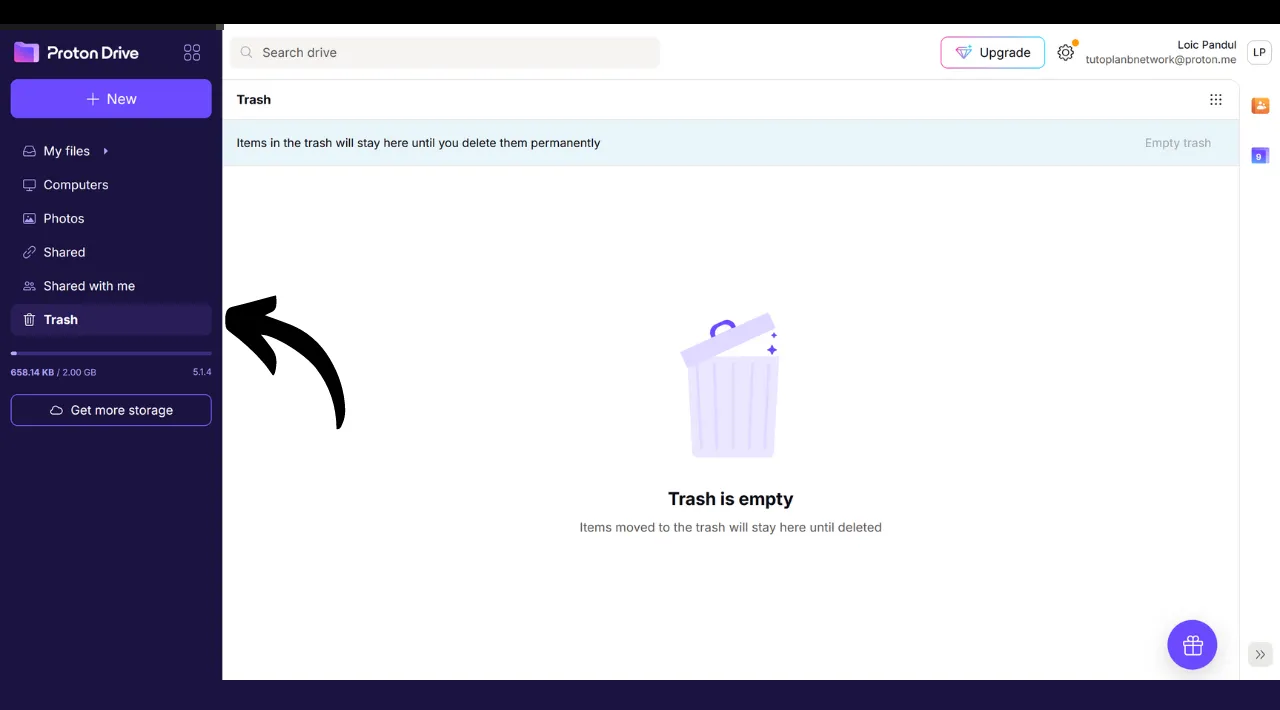 Proton Drive
New
My files
Computers
Photos
Shared
Shared with me
Trash
658.14 KB / 2.00 GB
5.1.4
Get more storage
Search drive
Upgrade
Loic Pandul
tutoplanbnetwork@proton.me
LP
Trash
Items in the trash will stay here until you delete them permanently
Empty trash
Trash is empty
Items moved to the trash will stay here until deleted
9